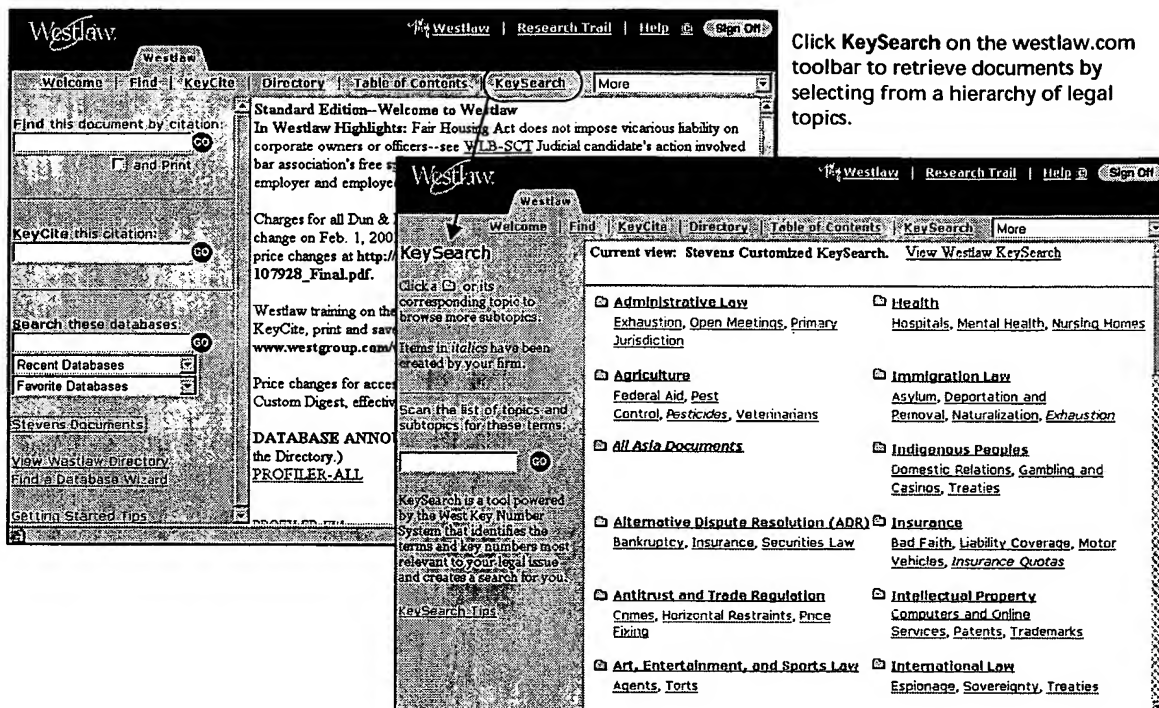 Westlaw.
My Westlaw | Research Trail | Help Sign Off
Westlaw
Welcome | Find | KeyCite | Directory | Table of Contents | KeySearch More
Find this document by citation:
GO
and Print
KeyCite this citation:
GO
Search these databases:
GO
Recent Databases
Favorite Databases
Stevens Documents
View Westlaw Directory
Find a Database Wizard
Getting Started Tips
Standard Edition--Welcome to Westlaw
In Westlaw Highlights: Fair Housing Act does not impose vicarious liability on
corporate owners or officers--see WLB-SCT Judicial candidate's action involved
bar association's free s
employer and employe
Charges for all Dun &
change on Feb. 1, 200
price changes at http://
107928_Final.pdf.
Westlaw training on the
KeyCite, print and save
www.westgroup.com/
Price changes for acces
Custom Digest, effectiv
DATABASE ANNOU
the Directory.)
PROFILER-ALL
Click KeySearch on the westlaw.com
toolbar to retrieve documents by
selecting from a hierarchy of legal
topics.
Westlaw.
My Westlaw | Research Trail | Help Sign Off
Westlaw
Welcome | Find | KeyCite | Directory | Table of Contents | KeySearch More
KeySearch
Click a or its
corresponding topic to
browse more subtopics.
Items in italics have been
created by your firm.
Scan the list of topics and
subtopics for these terms:
GO
KeySearch is a tool powered
by the West Key Number
System that identifies the
terms and key numbers most
relevant to your legal issue
and creates a search for you.
KeySearch Tips
Current view: Stevens Customized KeySearch. View Westlaw KeySearch
Administrative Law
Exhaustion, Open Meetings, Primary
Jurisdiction
Agriculture
Federal Aid, Pest
Control, Pesticides, Veterinarians
All Asia Documents
Alternative Dispute Resolution (ADR)
Bankruptcy, Insurance, Securities Law
Antitrust and Trade Regulation
Crimes, Horizontal Restraints, Price
Fixing
Art, Entertainment, and Sports Law
Agents, Torts
Health
Hospitals, Mental Health, Nursing Homes
Immigration Law
Asylum, Deportation and
Removal, Naturalization, Exhaustion
Indigenous Peoples
Domestic Relations, Gambling and
Casinos, Treaties
Insurance
Bad Faith, Liability Coverage, Motor
Vehicles, Insurance Quotas
Intellectual Property
Computers and Online
Services, Patents, Trademarks
International Law
Espionage, Sovereignty, Treaties